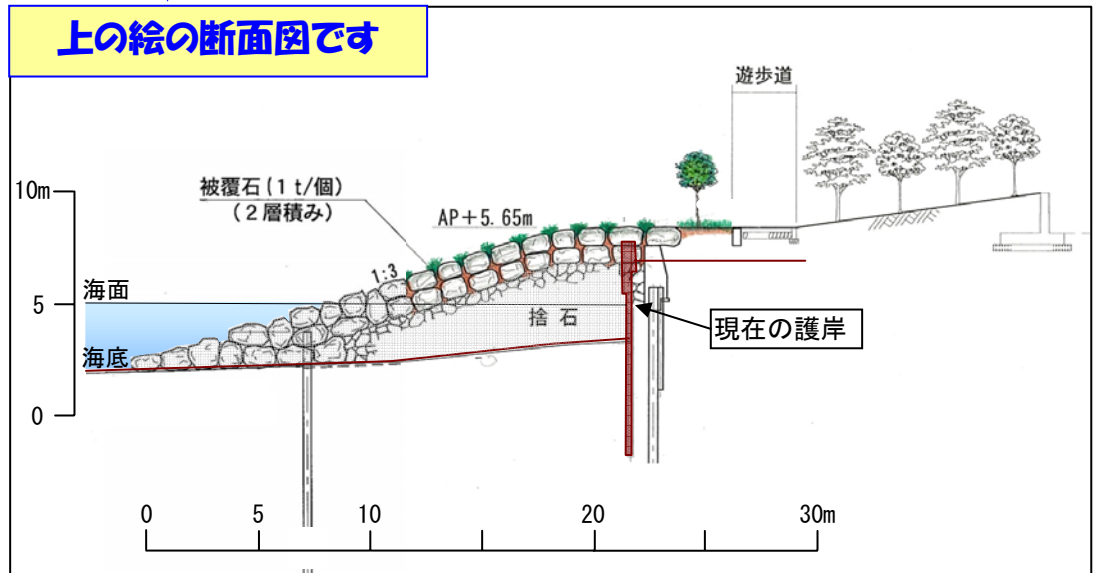 上の絵の断面図です
遊歩道
10m
被覆石(1 t/個)
(2層積み)
AP+5.65m
1:3
海面
5
捨 石
現在の護岸
海底
0
0 5 10 20 30m